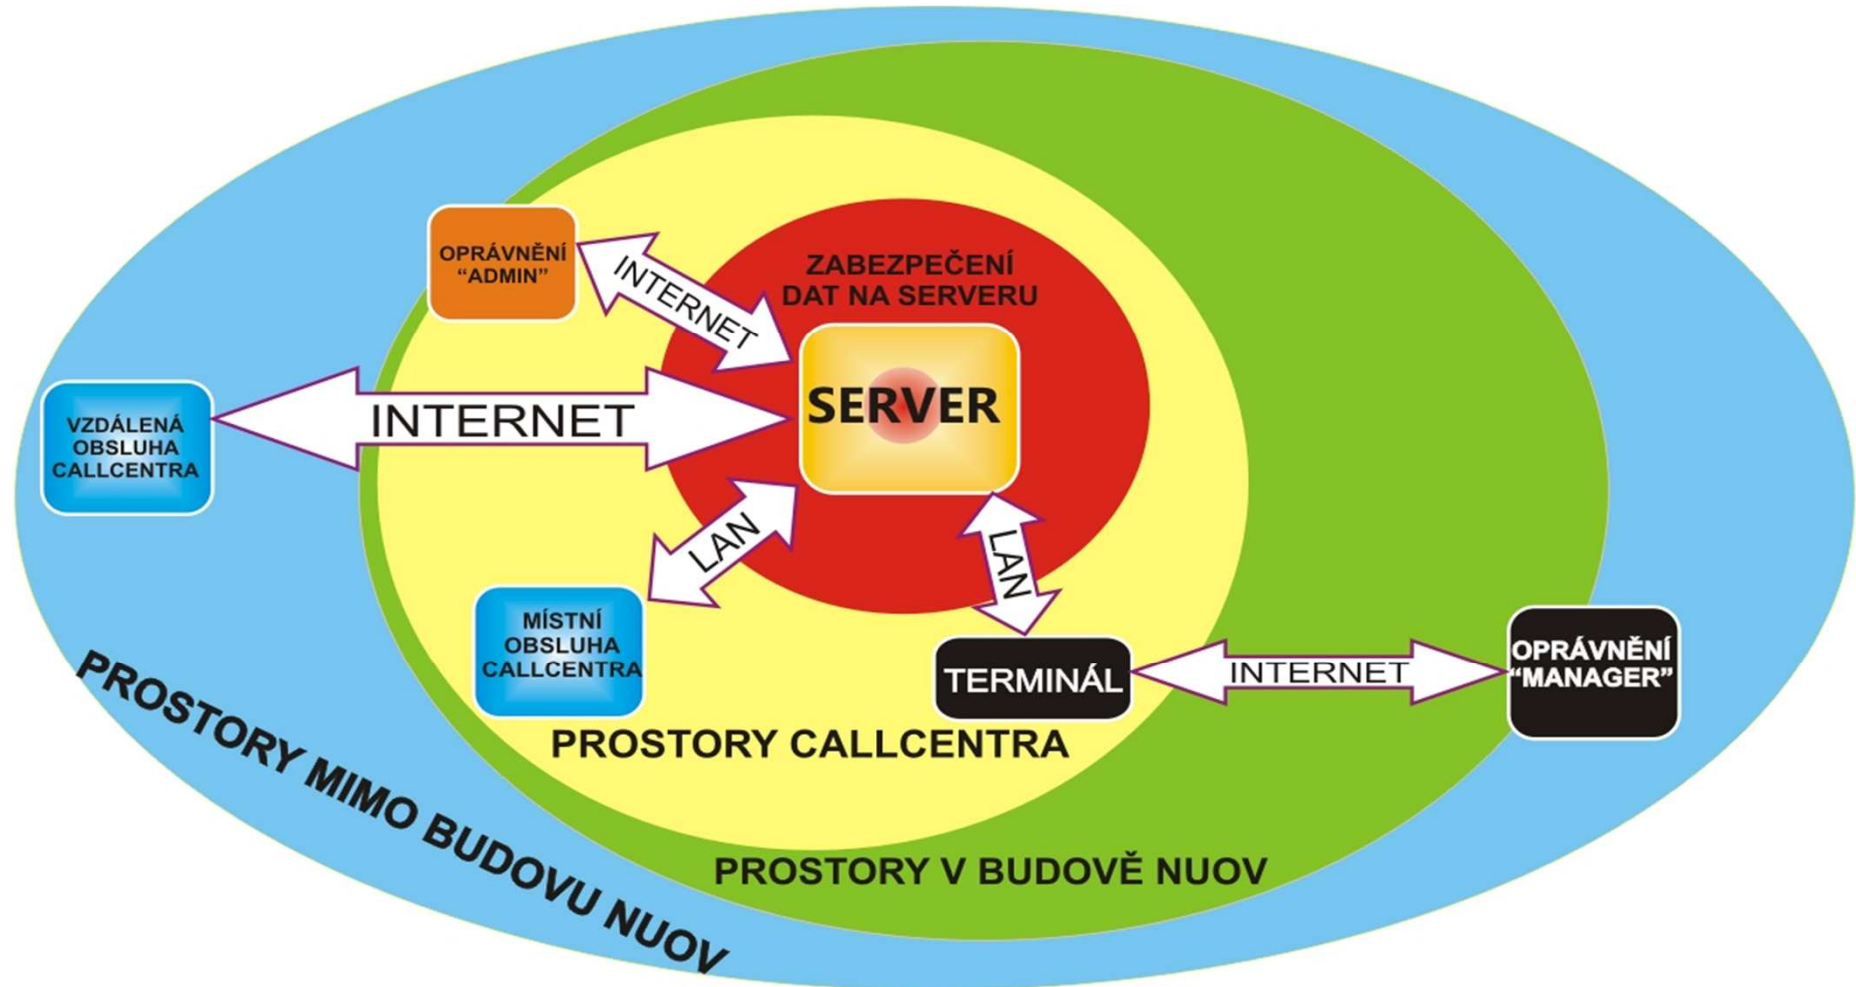 OPRÁVNĚNÍ
“ADMIN”
INTERNET
ZABEZPEČENÍ
DAT NA SERVERU
SERVER
VZDÁLENÁ
OBSLUHA
CALLCENTRA
INTERNET
LAN
LAN
MÍSTNÍ
OBSLUHA
CALLCENTRA
TERMINÁL
INTERNET
OPRÁVNĚNÍ
“MANAGER”
PROSTORY CALLCENTRA
PROSTORY V BUDOVĚ NUOV
PROSTORY MIMO BUDOVU NUOV